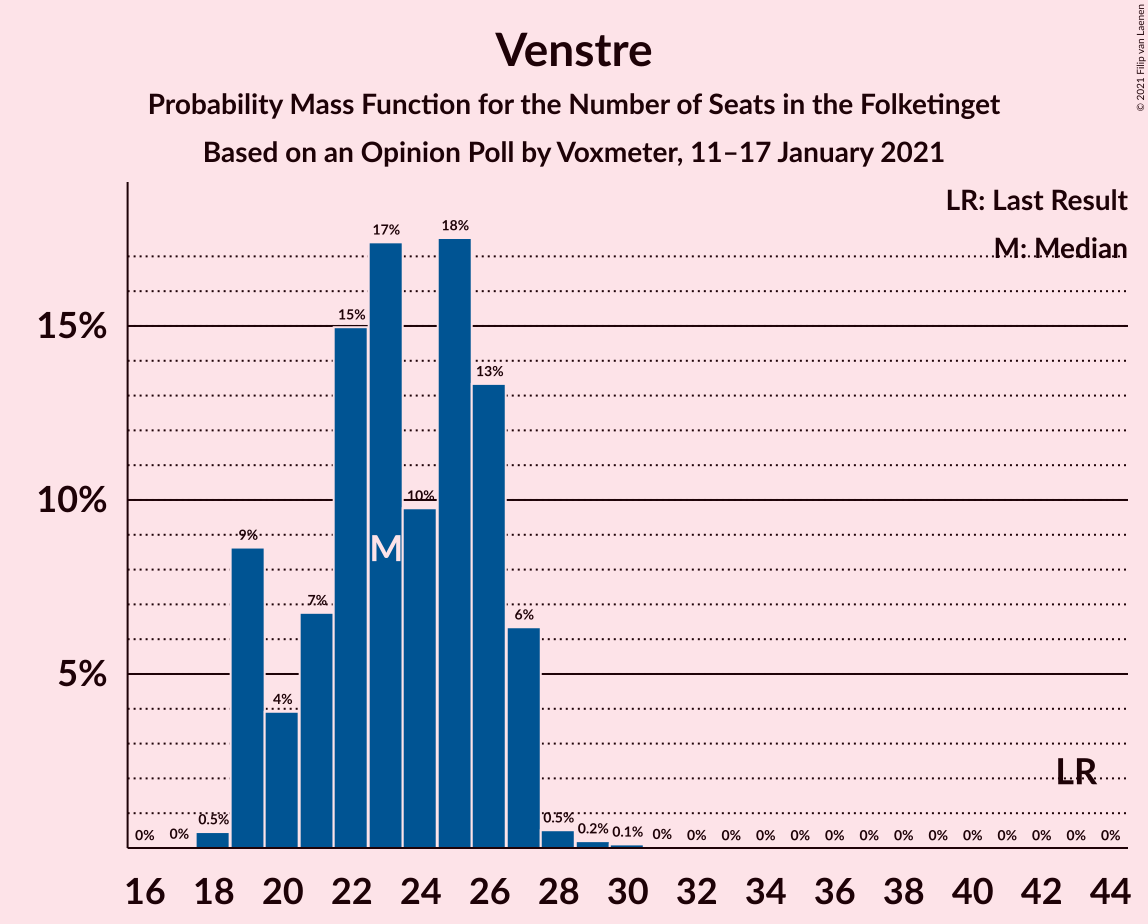 Venstre
Probability Mass Function for the Number of Seats in the Folketinget
Based on an Opinion Poll by Voxmeter, 11–17 January 2021
© 2021 Filip van Laenen
LR: Last Result
M: Median
15%
10%
5%
0% 0% 0.5% 9% 4% 7% 15% 17% 10% 18% 13% 6% 0.5% 0.2% 0.1% 0% 0% 0% 0% 0% 0% 0% 0% 0% 0% 0% 0% 0% 0%
M
LR
16 18 20 22 24 26 28 30 32 34 36 38 40 42 44